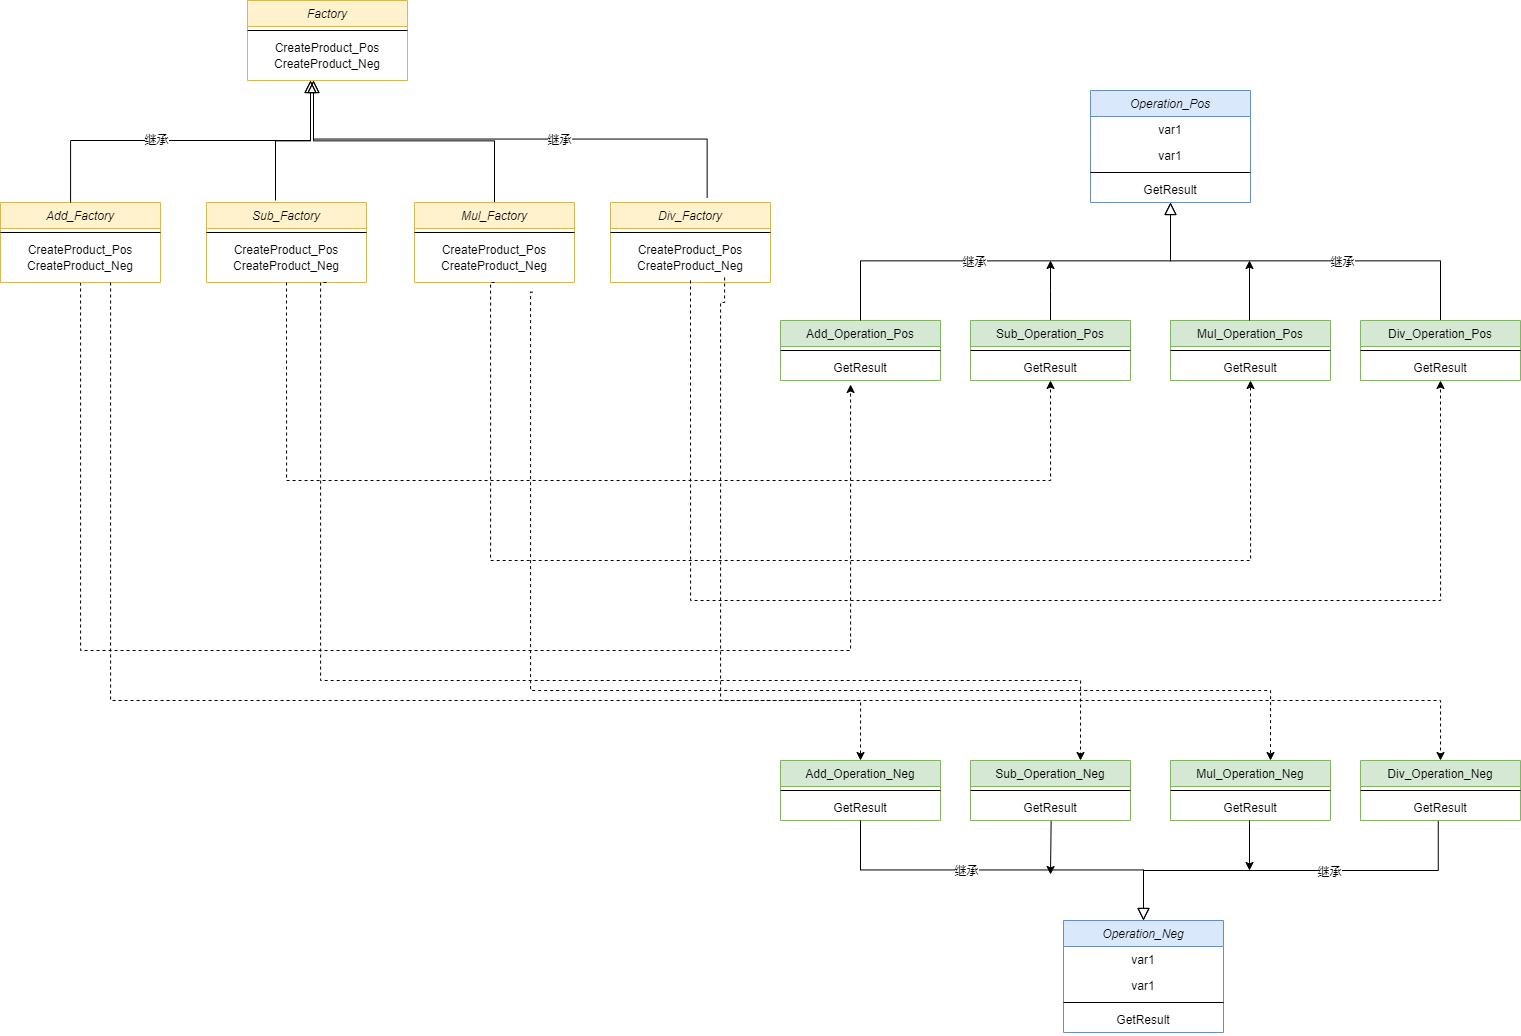 Factory
CreateProduct_Pos
CreateProduct_Neg
Operation_Pos
var1
var1
GetResult
继承
继承
Add_Factory
CreateProduct_Pos
CreateProduct_Neg
Sub_Factory
CreateProduct_Pos
CreateProduct_Neg
Mul_Factory
CreateProduct_Pos
CreateProduct_Neg
Div_Factory
CreateProduct_Pos
CreateProduct_Neg
继承
继承
Add_Operation_Pos
GetResult
Sub_Operation_Pos
GetResult
Mul_Operation_Pos
GetResult
Div_Operation_Pos
GetResult
Add_Operation_Neg
GetResult
Sub_Operation_Neg
GetResult
Mul_Operation_Neg
GetResult
Div_Operation_Neg
GetResult
继承
继承
Operation_Neg
var1
var1
GetResult